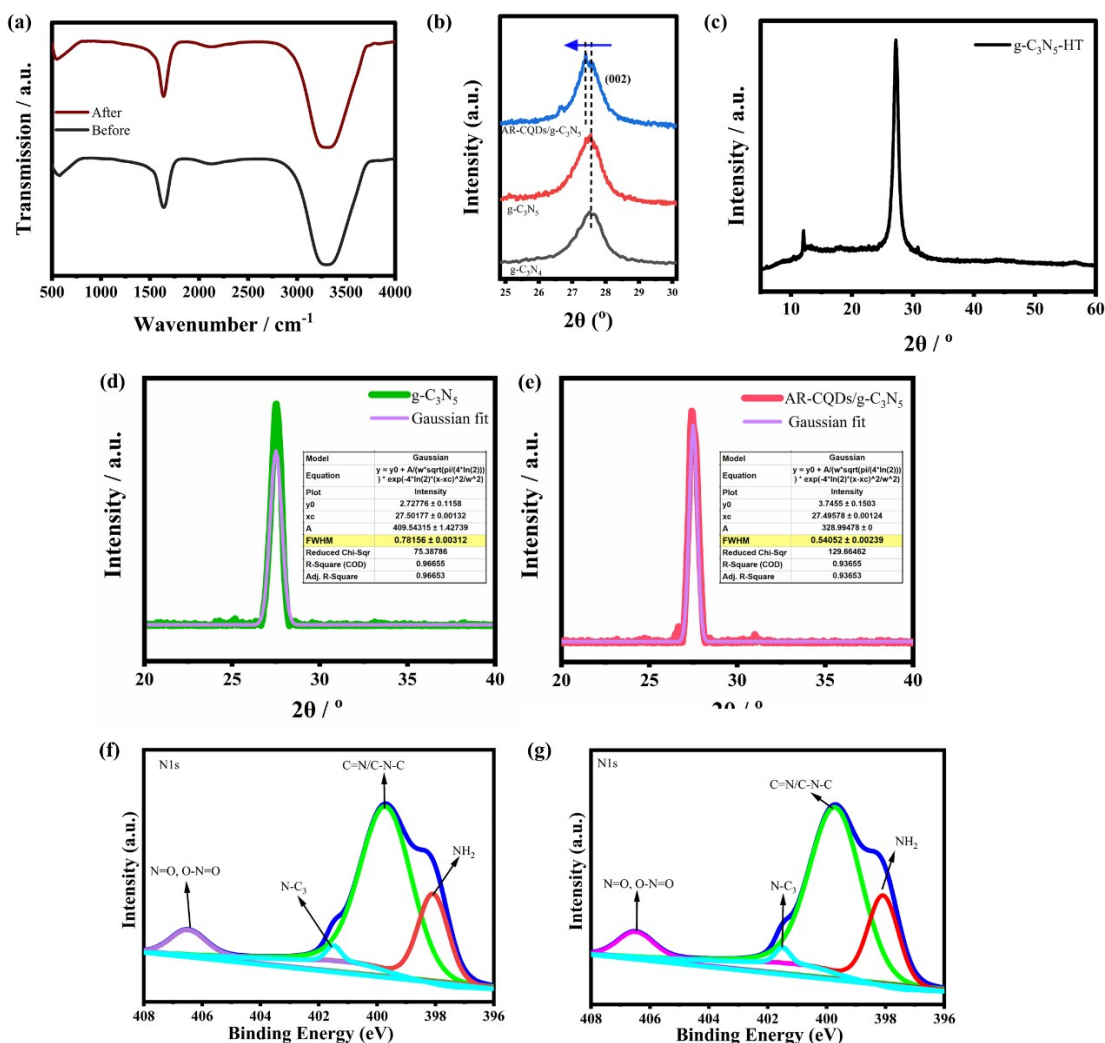 (a)
Transmission / a.u.
After
Before
500 1000 1500 2000 2500 3000 3500 4000
Wavenumber / cm⁻¹
(b)
Intensity (a.u.)
(002)
AR-CQDs/g-C₃N₅
g-C₃N₅
g-C₃N₄
25 26 27 28 29 30
2θ (°)
(c)
Intensity / a.u.
g-C₃N₅-HT
10 20 30 40 50 60
2θ / °
(d)
Intensity / a.u.
g-C₃N₅
Gaussian fit
Model Gaussian
Equation y = y0 + A/(w*sqrt(pi/(4*ln(2)))
) * exp(-4*ln(2)*(x-xc)^2/w^2)
Plot Intensity
y0 2.72776 ± 0.1158
xc 27.50177 ± 0.00132
A 409.54315 ± 1.42739
FWHM 0.78156 ± 0.00312
Reduced Chi-Sqr 75.38786
R-Square (COD) 0.96655
Adj. R-Square 0.96653
20 25 30 35 40
2θ / °
(e)
Intensity / a.u.
AR-CQDs/g-C₃N₅
Gaussian fit
Model Gaussian
Equation y = y0 + A/(w*sqrt(pi/(4*ln(2)))
) * exp(-4*ln(2)*(x-xc)^2/w^2)
Plot Intensity
y0 3.7455 ± 0.1503
xc 27.49578 ± 0.00124
A 328.99478 ± 0
FWHM 0.54052 ± 0.00239
Reduced Chi-Sqr 129.66462
R-Square (COD) 0.93655
Adj. R-Square 0.93653
20 25 30 35 40
2θ / °
(f)
Intensity (a.u.)
N1s
C=N/C-N-C
N=O, O-N=O
N-C₃
NH₂
408 406 404 402 400 398 396
Binding Energy (eV)
(g)
Intensity (a.u.)
N1s
C=N/C-N-C
N=O, O-N=O
N-C₃
NH₂
408 406 404 402 400 398 396
Binding Energy (eV)